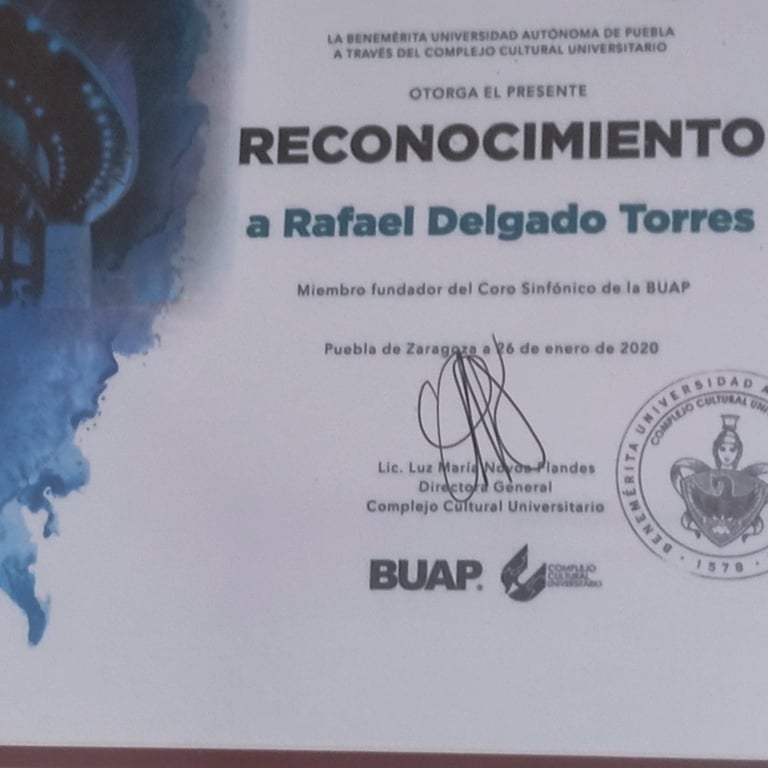 LA BENEMÉRITA UNIVERSIDAD AUTÓNOMA DE PUEBLA
A TRAVÉS DEL COMPLEJO CULTURAL UNIVERSITARIO
OTORGA EL PRESENTE
RECONOCIMIENTO
a Rafael Delgado Torres
Miembro fundador del Coro Sinfónico de la BUAP
Puebla de Zaragoza a 26 de enero de 2020
Lic. Luz María Novoa Flandes
Directora General
Complejo Cultural Universitario
BUAP.
COMPLEJO
CULTURAL
UNIVERSITARIO
BENEMÉRITA UNIVERSIDAD A
COMPLEJO CULTURAL UNI
· 1578 ·